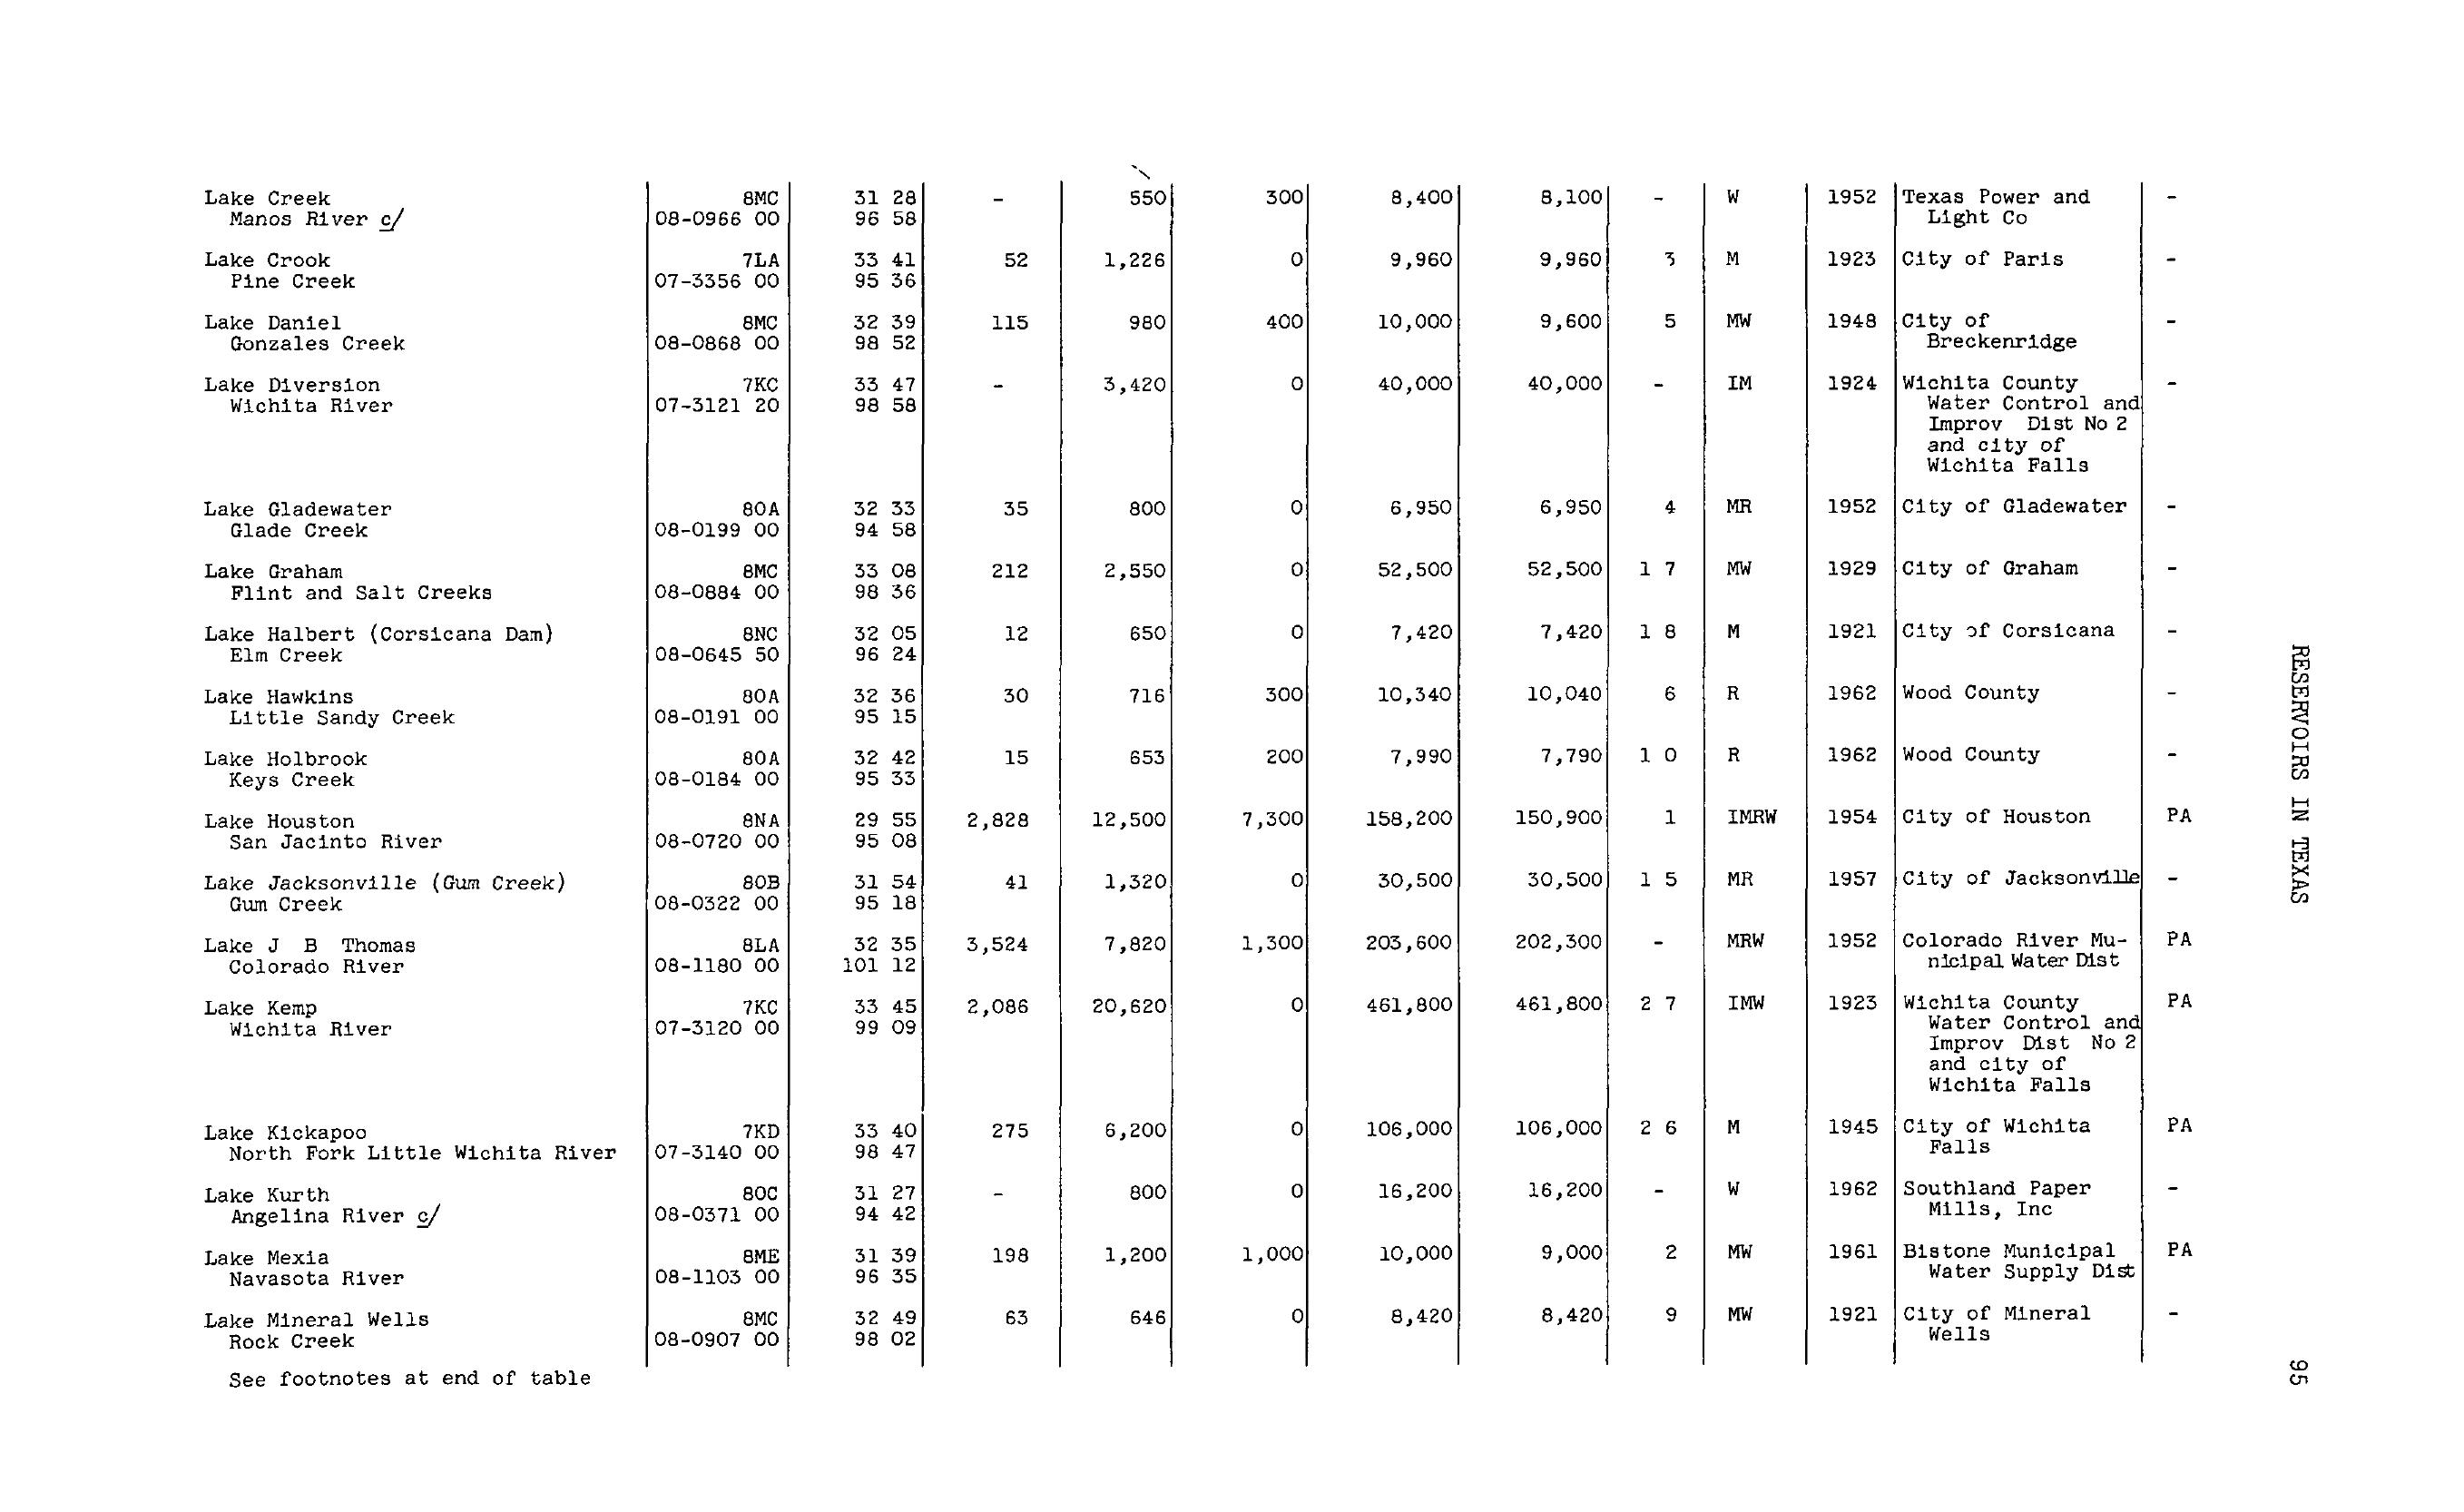 Lake Creek 8MC 31 28 - 550 300 8,400 8,100 - W 1952 Texas Power and -
Manos River c/ 08-0966 00 96 58 Light Co
Lake Crook 7LA 33 41 52 1,226 0 9,960 9,960 3 M 1923 City of Paris -
Pine Creek 07-3356 00 95 36
Lake Daniel 8MC 32 39 115 980 400 10,000 9,600 5 MW 1948 City of -
Gonzales Creek 08-0868 00 98 52 Breckenridge
Lake Diversion 7KC 33 47 - 3,420 0 40,000 40,000 - IM 1924 Wichita County -
Wichita River 07-3121 20 98 58 Water Control and
Improv Dist No 2
and city of
Wichita Falls
Lake Gladewater 8OA 32 33 35 800 0 6,950 6,950 4 MR 1952 City of Gladewater -
Glade Creek 08-0199 00 94 58
Lake Graham 8MC 33 08 212 2,550 0 52,500 52,500 1 7 MW 1929 City of Graham -
Flint and Salt Creeks 08-0884 00 98 36
Lake Halbert (Corsicana Dam) 8NC 32 05 12 650 0 7,420 7,420 1 8 M 1921 City of Corsicana -
Elm Creek 08-0645 50 96 24
Lake Hawkins 8OA 32 36 30 716 300 10,340 10,040 6 R 1962 Wood County -
Little Sandy Creek 08-0191 00 95 15
Lake Holbrook 8OA 32 42 15 653 200 7,990 7,790 1 0 R 1962 Wood County -
Keys Creek 08-0184 00 95 33
Lake Houston 8NA 29 55 2,828 12,500 7,300 158,200 150,900 1 IMRW 1954 City of Houston PA
San Jacinto River 08-0720 00 95 08
Lake Jacksonville (Gum Creek) 8OB 31 54 41 1,320 0 30,500 30,500 1 5 MR 1957 City of Jacksonville -
Gum Creek 08-0322 00 95 18
Lake J B Thomas 8LA 32 35 3,524 7,820 1,300 203,600 202,300 - MRW 1952 Colorado River Mu- PA
Colorado River 08-1180 00 101 12 nicipal Water Dist
Lake Kemp 7KC 33 45 2,086 20,620 0 461,800 461,800 2 7 IMW 1923 Wichita County PA
Wichita River 07-3120 00 99 09 Water Control and
Improv Dist No 2
and city of
Wichita Falls
Lake Kickapoo 7KD 33 40 275 6,200 0 106,000 106,000 2 6 M 1945 City of Wichita PA
North Fork Little Wichita River 07-3140 00 98 47 Falls
Lake Kurth 8OC 31 27 - 800 0 16,200 16,200 - W 1962 Southland Paper -
Angelina River c/ 08-0371 00 94 42 Mills, Inc
Lake Mexia 8ME 31 39 198 1,200 1,000 10,000 9,000 2 MW 1961 Bistone Municipal PA
Navasota River 08-1103 00 96 35 Water Supply Dist
Lake Mineral Wells 8MC 32 49 63 646 0 8,420 8,420 9 MW 1921 City of Mineral -
Rock Creek 08-0907 00 98 02 Wells
See footnotes at end of table
RESERVOIRS IN TEXAS
95